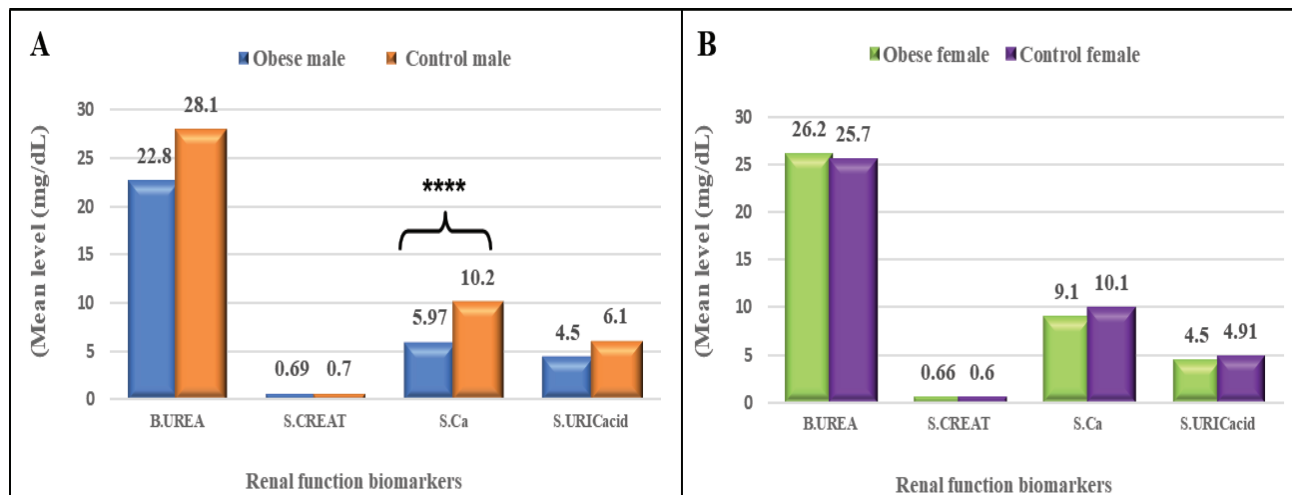 A
Obese male Control male
(Mean level (mg/dL)
30
25
20
15
10
5
0
22.8 28.1
0.69 0.7
****
5.97 10.2
4.5 6.1
B.UREA S.CREAT S.Ca S.URICacid
Renal function biomarkers
B
Obese female Control female
(Mean level (mg/dL)
30
25
20
15
10
5
0
26.2 25.7
0.66 0.6
9.1 10.1
4.5 4.91
B.UREA S.CREAT S.Ca S.URICacid
Renal function biomarkers